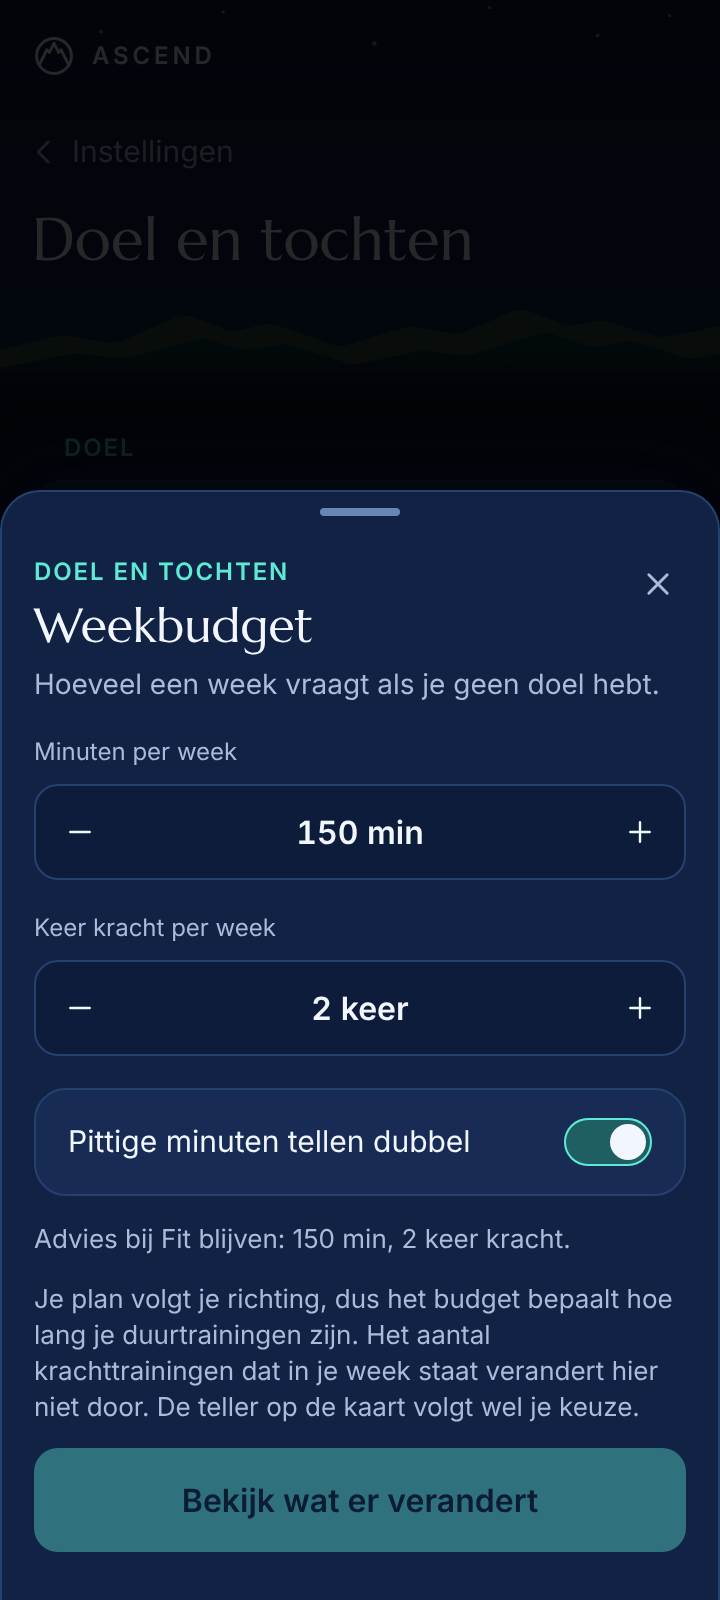 ASCEND
Instellingen
Doel en tochten
DOEL
DOEL EN TOCHTEN
Weekbudget
Hoeveel een week vraagt als je geen doel hebt.
Minuten per week
150 min
Keer kracht per week
2 keer
Pittige minuten tellen dubbel
Advies bij Fit blijven: 150 min, 2 keer kracht.
Je plan volgt je richting, dus het budget bepaalt hoe
lang je duurtrainingen zijn. Het aantal
krachttrainingen dat in je week staat verandert hier
niet door. De teller op de kaart volgt wel je keuze.
Bekijk wat er verandert